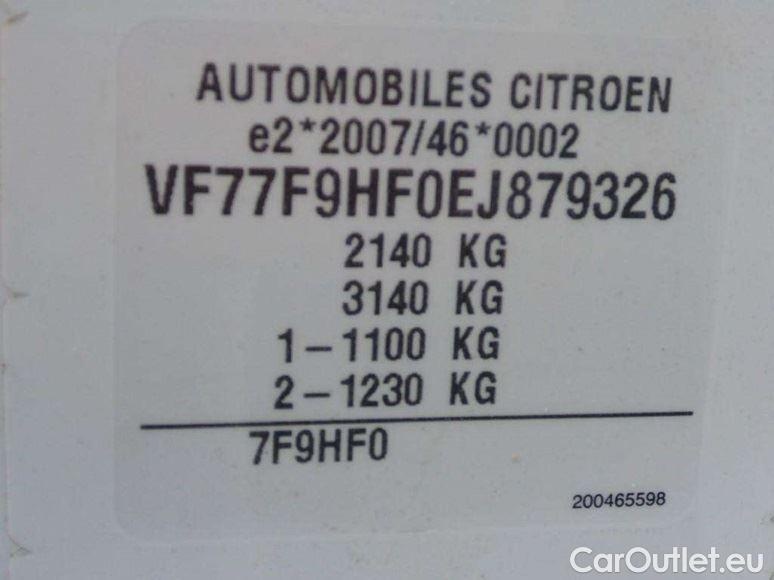 AUTOMOBILES CITROEN
e2*2007/46*0002
VF77F9HF0EJ879326
2140 KG
3140 KG
1–1100 KG
2–1230 KG
7F9HF0
200465598
CarOutlet.eu